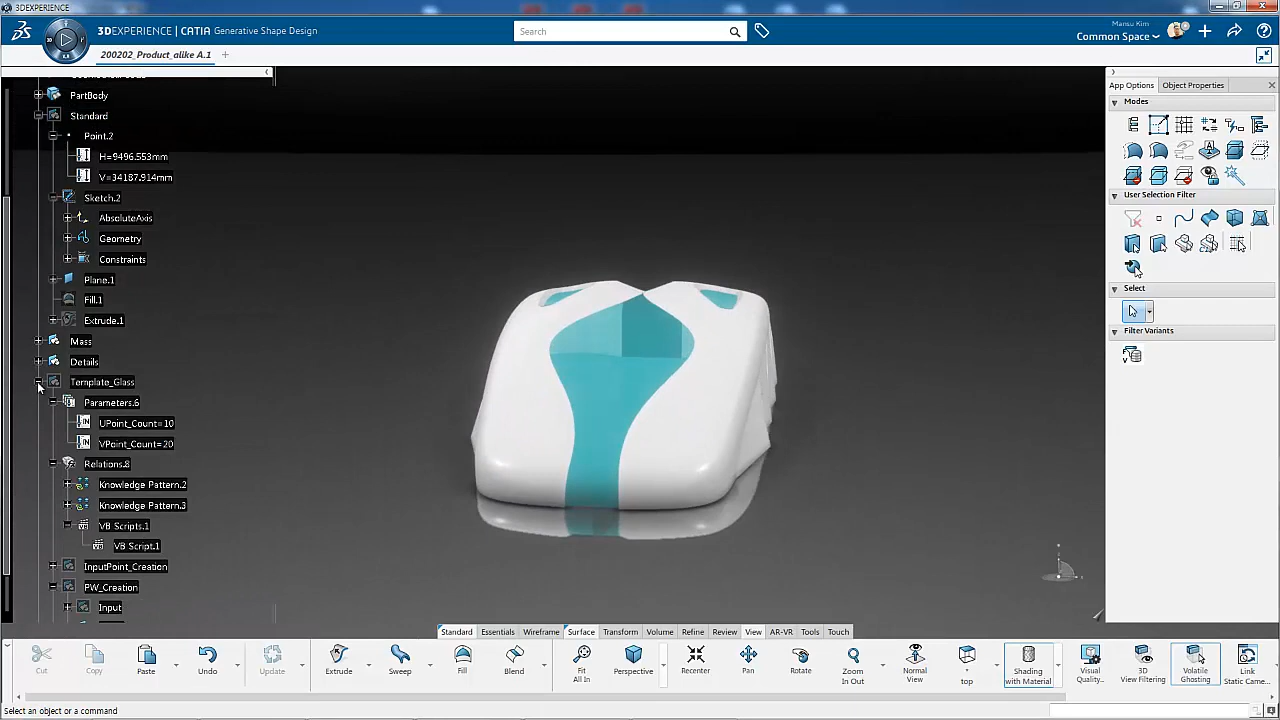 3DEXPERIENCE
3DEXPERIENCE | CATIA Generative Shape Design
Search
Mansu Kim
Common Space
200202_Product_alike A.1
App Options
Object Properties
Modes
User Selection Filter
Select
Filter Variants
PartBody
Standard
Point.2
H=9496.553mm
V=34187.914mm
Sketch.2
AbsoluteAxis
Geometry
Constraints
Plane.1
Fill.1
Extrude.1
Mass
Details
Template_Glass
Parameters.6
UPoint_Count=10
VPoint_Count=20
Relations.8
Knowledge Pattern.2
Knowledge Pattern.3
VB Scripts.1
VB Script.1
InputPoint_Creation
PW_Creation
Input
Standard
Essentials
Wireframe
Surface
Transform
Volume
Refine
Review
View
AR-VR
Tools
Touch
Cut
Copy
Paste
Undo
Update
Extrude
Sweep
Fill
Blend
Fit
All In
Perspective
Recenter
Pan
Rotate
Zoom
In Out
Normal
View
top
Shading
with Material
Visual
Quality...
3D
View Filtering
Volatile
Ghosting
Link
Static Came...
Select an object or a command